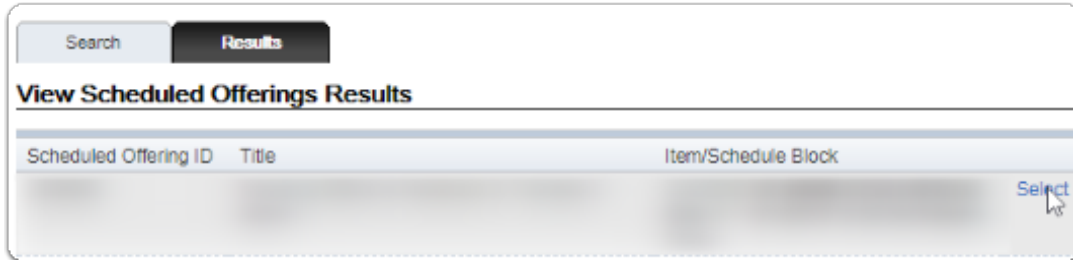 Search Results
View Scheduled Offerings Results
Scheduled Offering ID Title Item/Schedule Block
Select